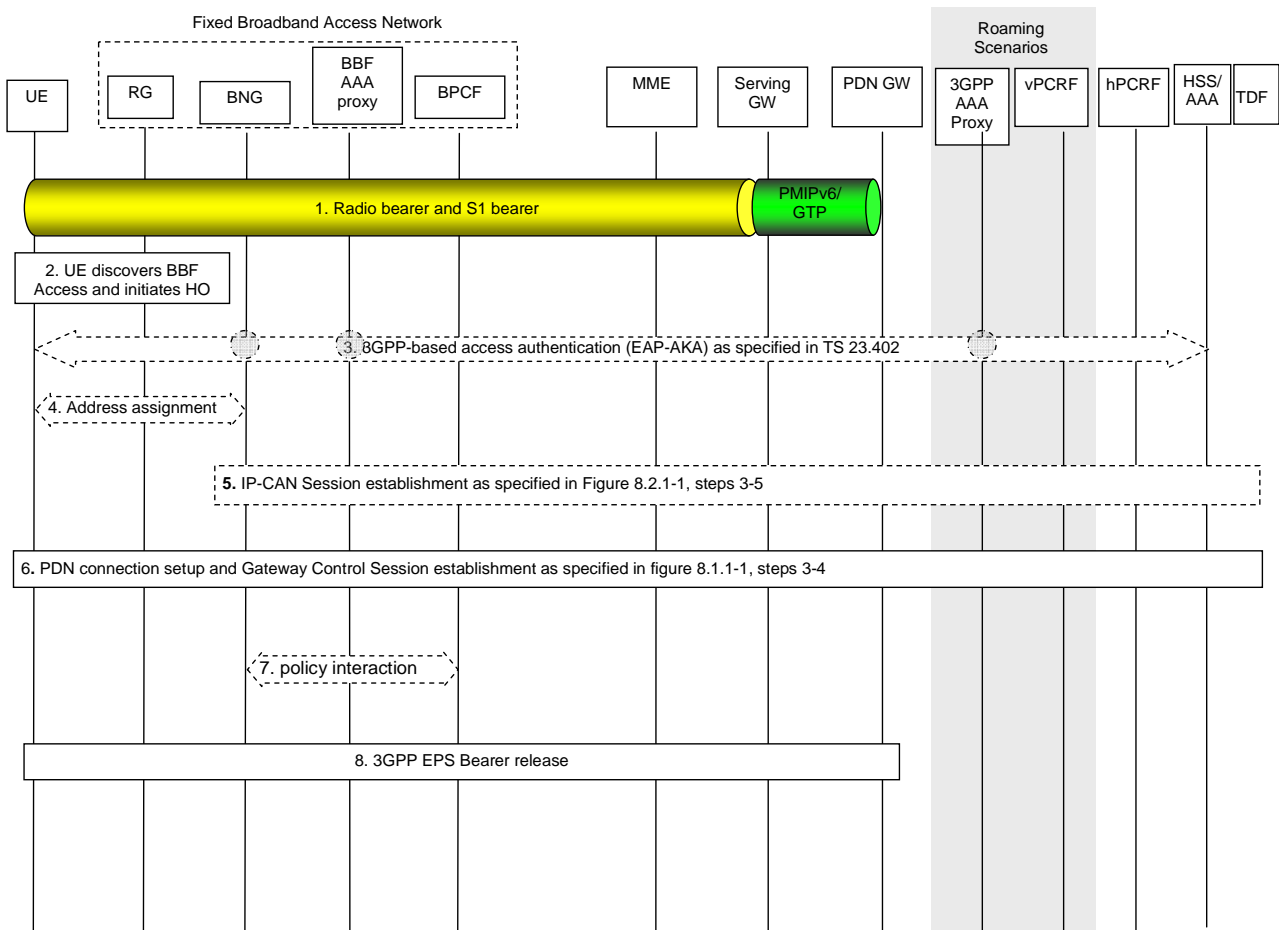 Fixed Broadband Access Network
Roaming
Scenarios
UE
RG
BNG
BBF
AAA
proxy
BPCF
MME
Serving
GW
PDN GW
3GPP
AAA
Proxy
vPCRF
hPCRF
HSS/
AAA
TDF
1. Radio bearer and S1 bearer
PMIPv6/
GTP
2. UE discovers BBF
Access and initiates HO
3. 3GPP-based access authentication (EAP-AKA) as specified in TS 23.402
4. Address assignment
5. IP-CAN Session establishment as specified in Figure 8.2.1-1, steps 3-5
6. PDN connection setup and Gateway Control Session establishment as specified in figure 8.1.1-1, steps 3-4
7. policy interaction
8. 3GPP EPS Bearer release